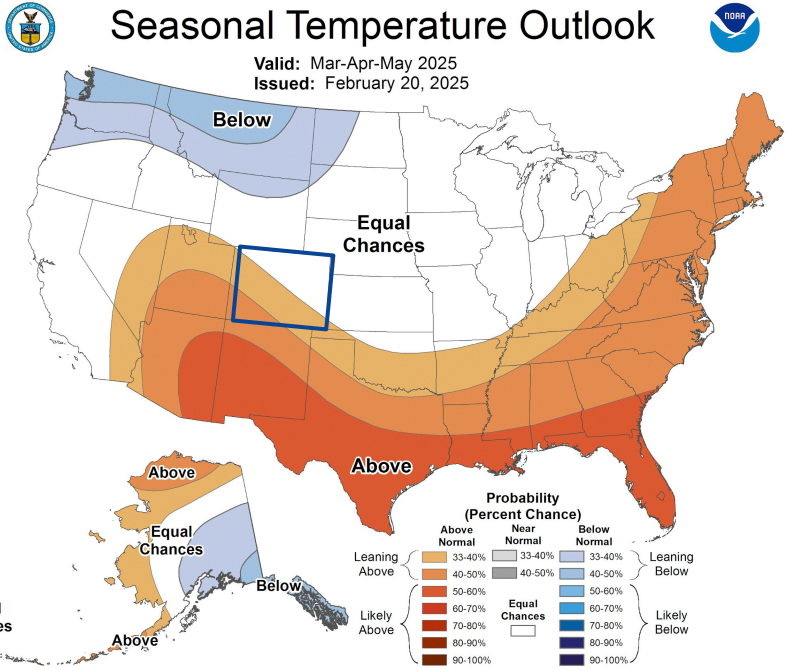 Seasonal Temperature Outlook
NOAA
Valid: Mar-Apr-May 2025
Issued: February 20, 2025
Below
Equal
Chances
Above
Above
Equal
Chances
Below
Above
es
Probability
(Percent Chance)
Above
Normal
Near
Normal
Below
Normal
Leaning
Above
33-40%
40-50%
Likely
Above
50-60%
60-70%
70-80%
80-90%
90-100%
33-40%
40-50%
Equal
Chances
33-40%
40-50%
Leaning
Below
50-60%
60-70%
70-80%
80-90%
90-100%
Likely
Below